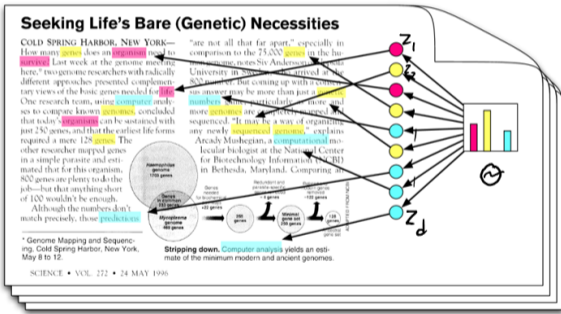 Seeking Life's Bare (Genetic) Necessities
COLD SPRING HARBOR, NEW YORK—
How many genes does an organism need to
survive? Last week at the genome meeting
here,* two genome researchers with radically
different approaches presented complemen-
tary views of the basic genes needed for life.
One research team, using computer analy-
ses to compare known genomes, concluded
that today's organisms can be sustained with
just 250 genes, and that the earliest life forms
required a mere 128 genes. The
other researcher mapped genes
in a simple parasite and esti-
mated that for this organism,
800 genes are plenty to do the
job—but that anything short
of 100 wouldn't be enough.
Although the numbers don't
match precisely, those predictions
* Genome Mapping and Sequenc-
ing, Cold Spring Harbor, New York,
May 8 to 12.
SCIENCE • VOL. 272 • 24 MAY 1996
"are not all that far apart," especially in
comparison to the 75,000 genes in the hu-
genome, notes Siv Andersson
University in arrived at the
800 number. But coming up with a
sus answer may be more than just a
numbers particularly more and
more genomes are mapped and
sequenced. "It may be a way of organizing
any newly sequenced genome," explains
Arcady Mushegian, a computational mo-
lecular biologist at the National Center
for Biotechnology Information (NCBI)
in Bethesda, Maryland. Comparing an
Haemophilus
genome
1703 genes
Genes
in common
233 genes
Mycoplasma
genome
469 genes
Genes
needed
Stripping down. Computer analysis yields an esti-
mate of the minimum modern and ancient genomes.
Z1
Zd